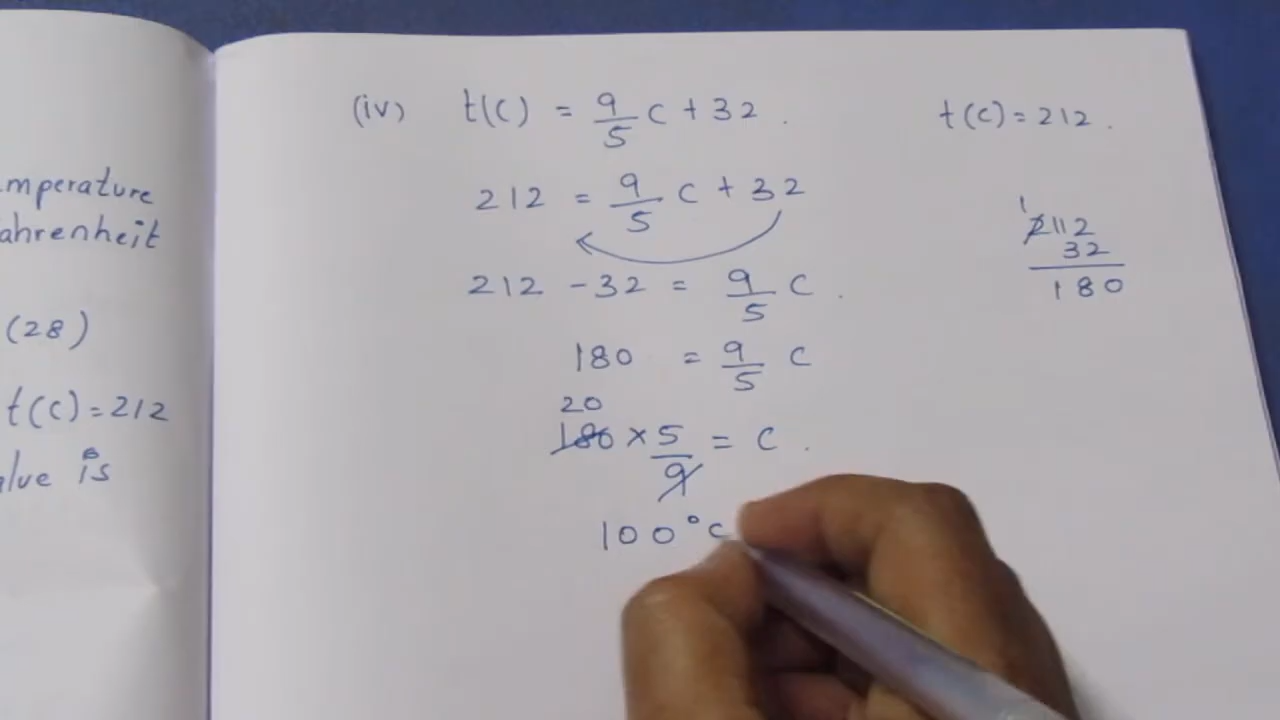 mperature
ahrenheit
(28)
t(C)=212
alue is
(iv) t(C) = 9/5 C + 32 .
t(C) = 212 .
212 = 9/5 C + 32
212 - 32 = 9/5 C .
180 = 9/5 C
20
180 × 5/9 = C .
100°C
1
2112
32
180